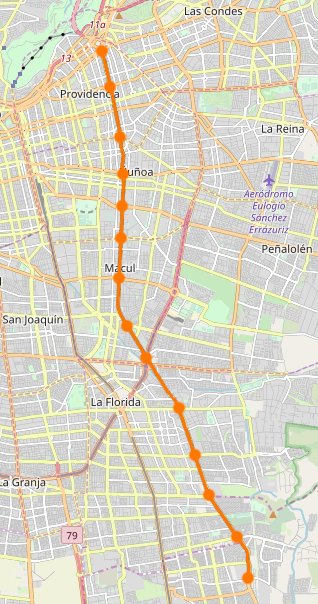 Las Condes
11a
13
Providencia
La Reina
Ñuñoa
Aeródromo
Eulogio
Sánchez
Errázuriz
Peñalolén
Macul
San Joaquín
La Florida
La Granja
79